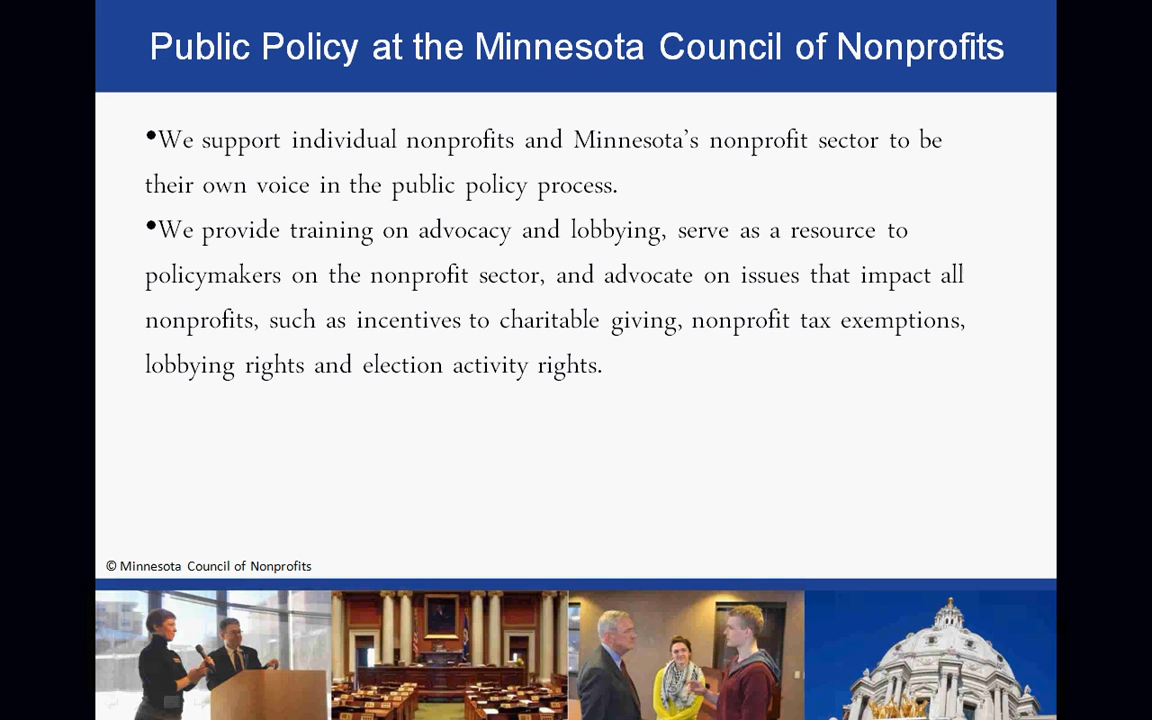 Public Policy at the Minnesota Council of Nonprofits
•We support individual nonprofits and Minnesota’s nonprofit sector to be
their own voice in the public policy process.
•We provide training on advocacy and lobbying, serve as a resource to
policymakers on the nonprofit sector, and advocate on issues that impact all
nonprofits, such as incentives to charitable giving, nonprofit tax exemptions,
lobbying rights and election activity rights.
© Minnesota Council of Nonprofits